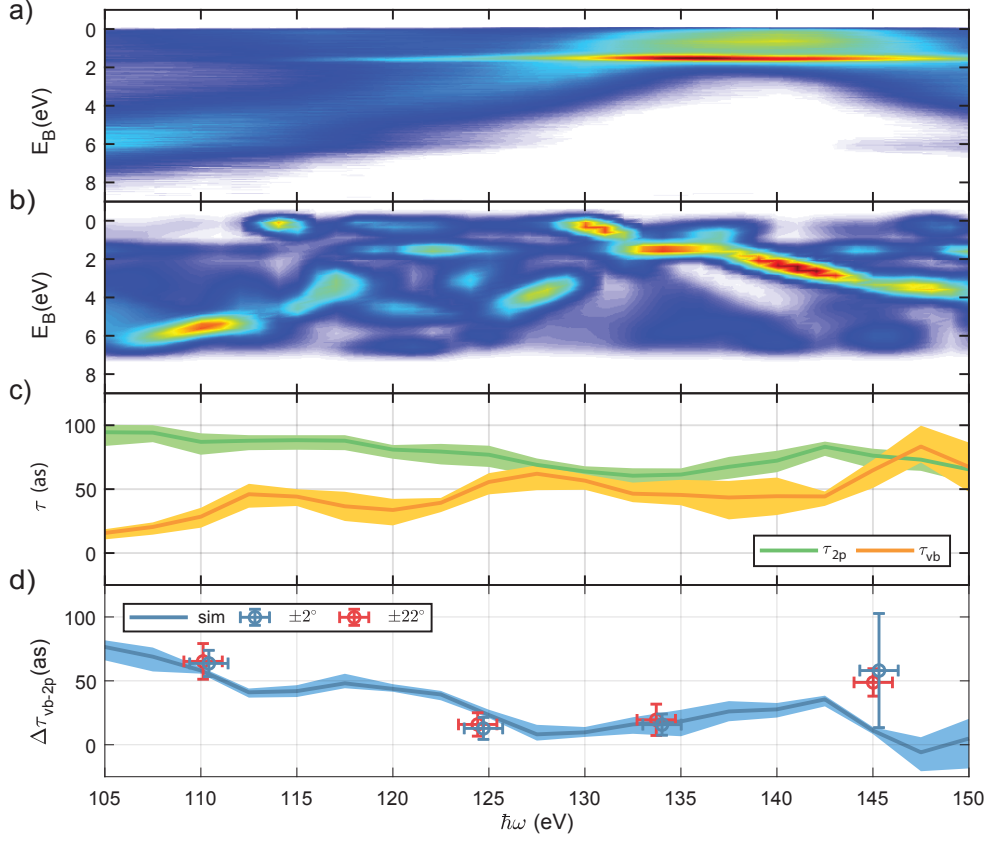 a)
0
2
4
6
8
E_B(eV)
b)
0
2
4
6
8
E_B(eV)
c)
100
50
0
τ (as)
τ_2p τ_vb
d)
sim ±2° ±22°
100
50
0
Δτ_vb-2p(as)
105 110 115 120 125 130 135 140 145 150
ħω (eV)